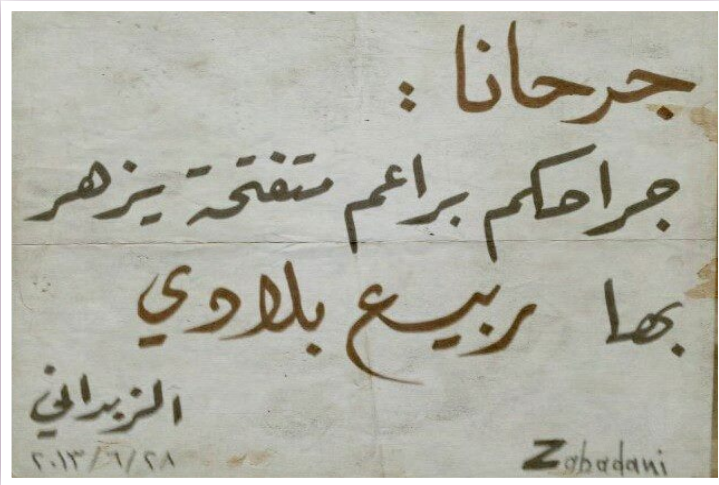 جرحانا :
جراحكم براعم متفتحة يزهر
بها ربيع بلادي
الزبداني
٢٠١٣/٦/٢٨
Zabadani